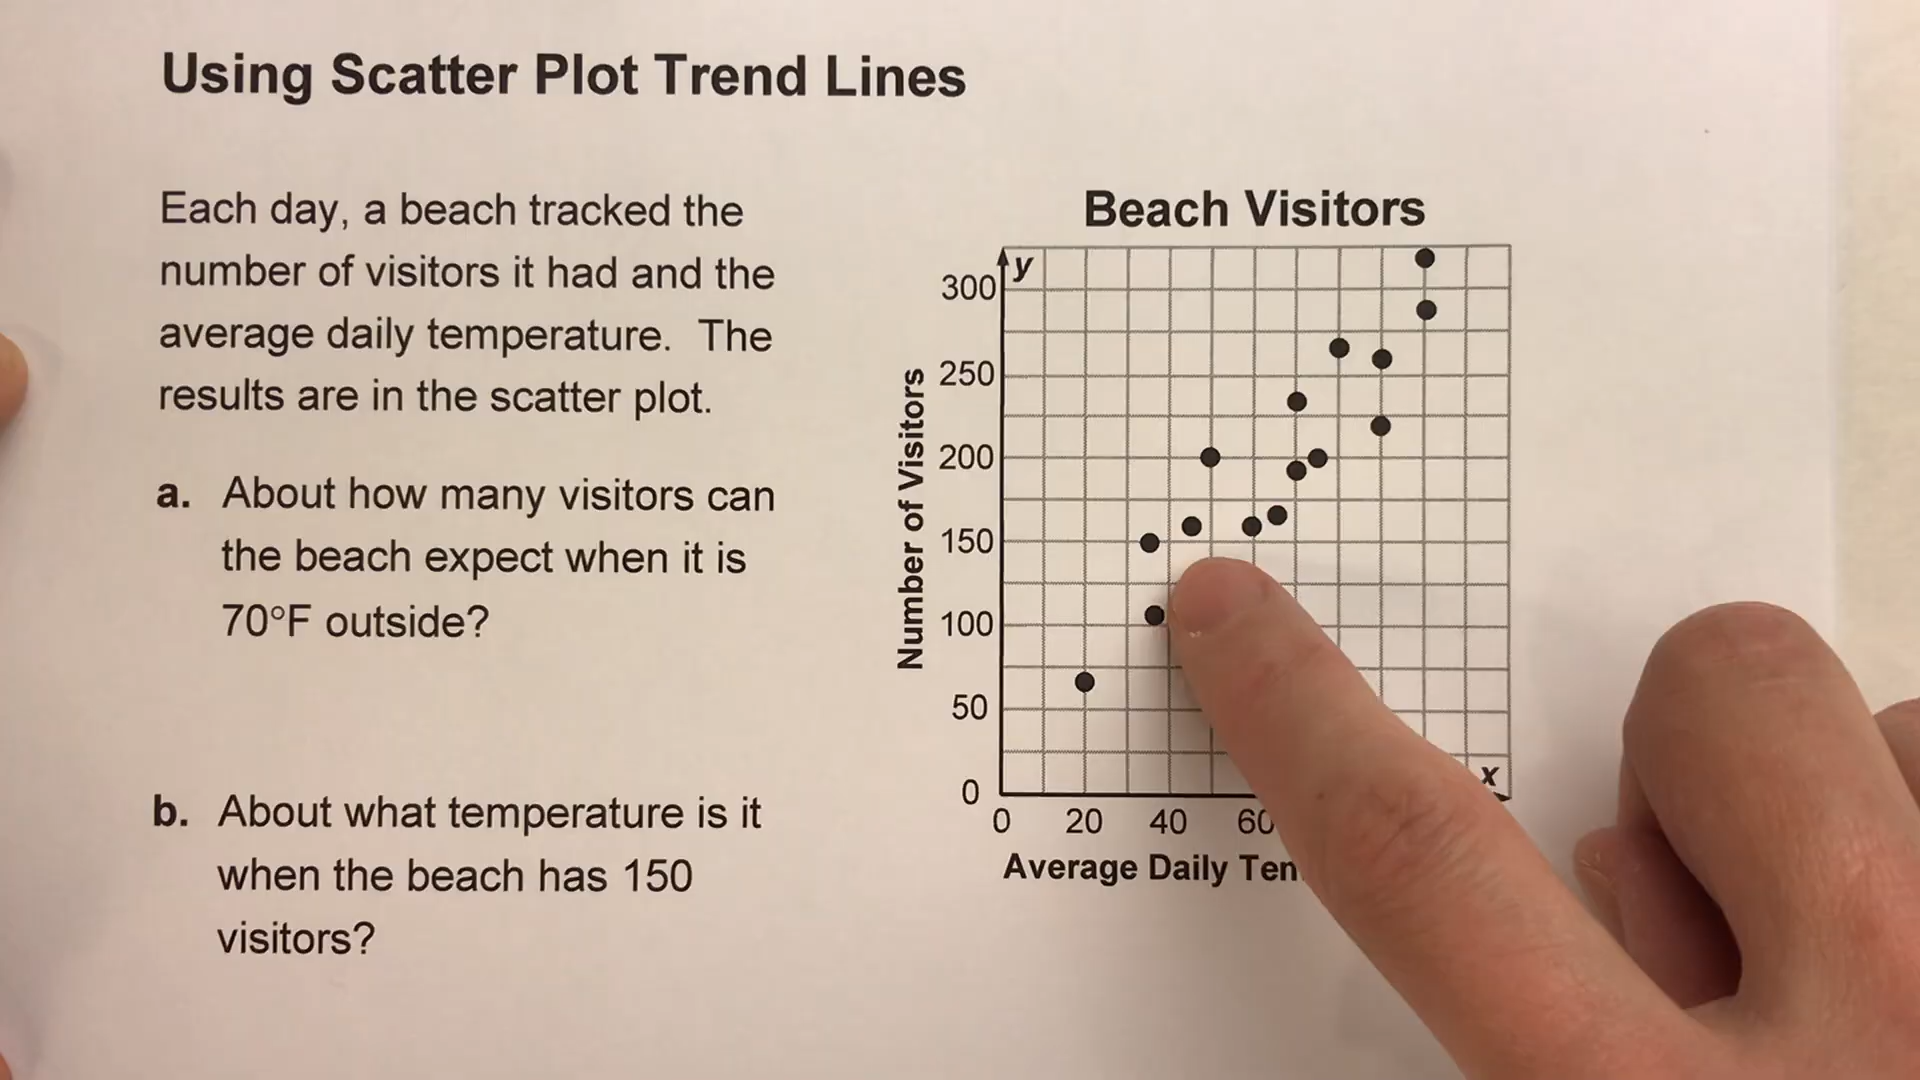 Using Scatter Plot Trend Lines
Each day, a beach tracked the
number of visitors it had and the
average daily temperature. The
results are in the scatter plot.
a. About how many visitors can
the beach expect when it is
70°F outside?
b. About what temperature is it
when the beach has 150
visitors?
Beach Visitors
y
300
250
200
150
100
50
0
Number of Visitors
x
0 20 40 60
Average Daily